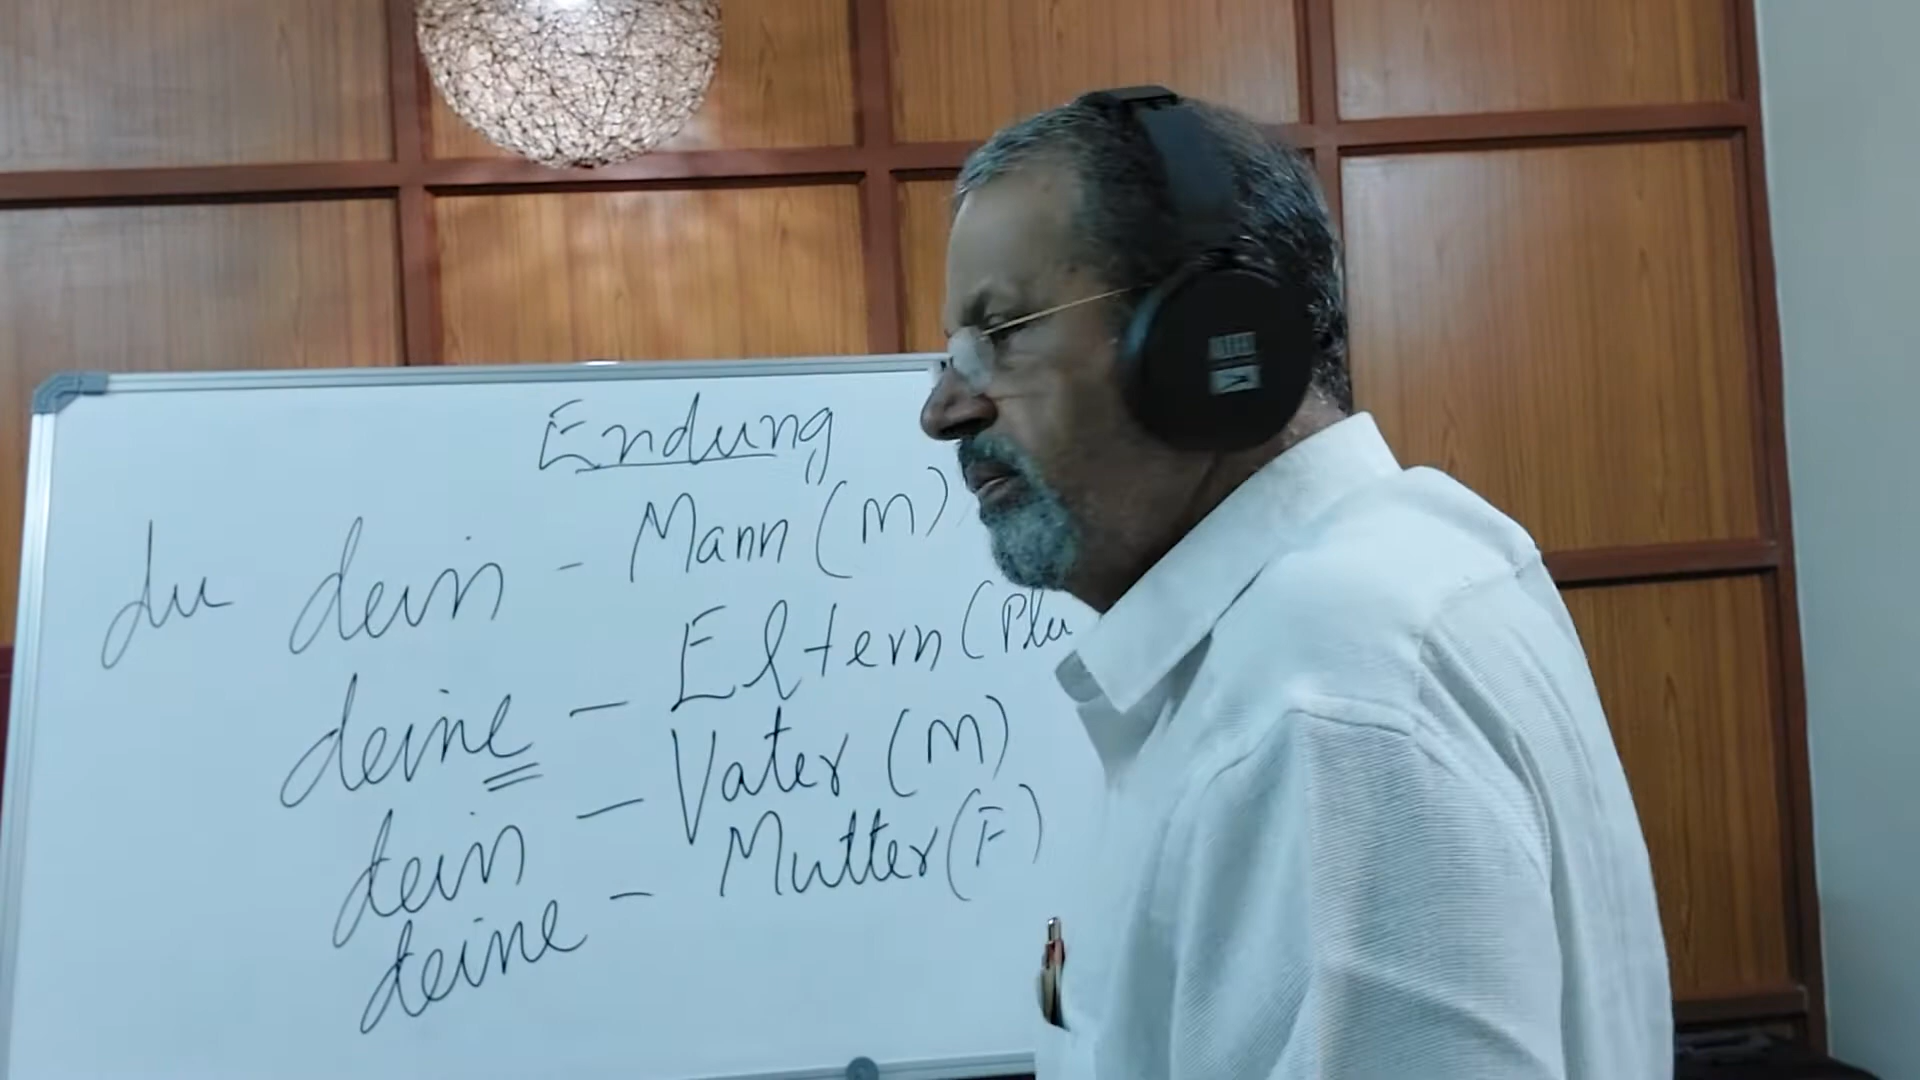 Endung
du dein - Mann (M)
deine - Eltern (Plu
dein - Vater (M)
deine - Mutter (F)